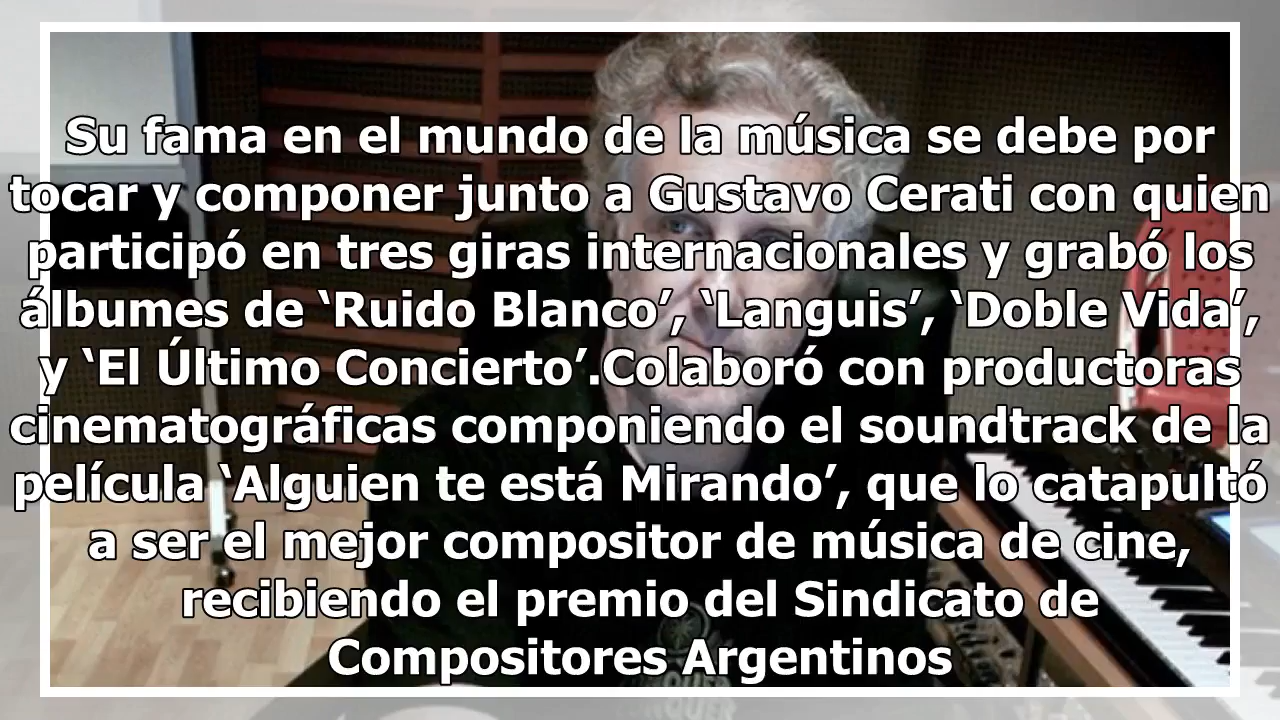 Su fama en el mundo de la música se debe por
tocar y componer junto a Gustavo Cerati con quien
participó en tres giras internacionales y grabó los
álbumes de ‘Ruido Blanco’, ‘Languis’, ‘Doble Vida’,
y ‘El Último Concierto’.Colaboró con productoras
cinematográficas componiendo el soundtrack de la
película ‘Alguien te está Mirando’, que lo catapultó
a ser el mejor compositor de música de cine,
recibiendo el premio del Sindicato de
Compositores Argentinos